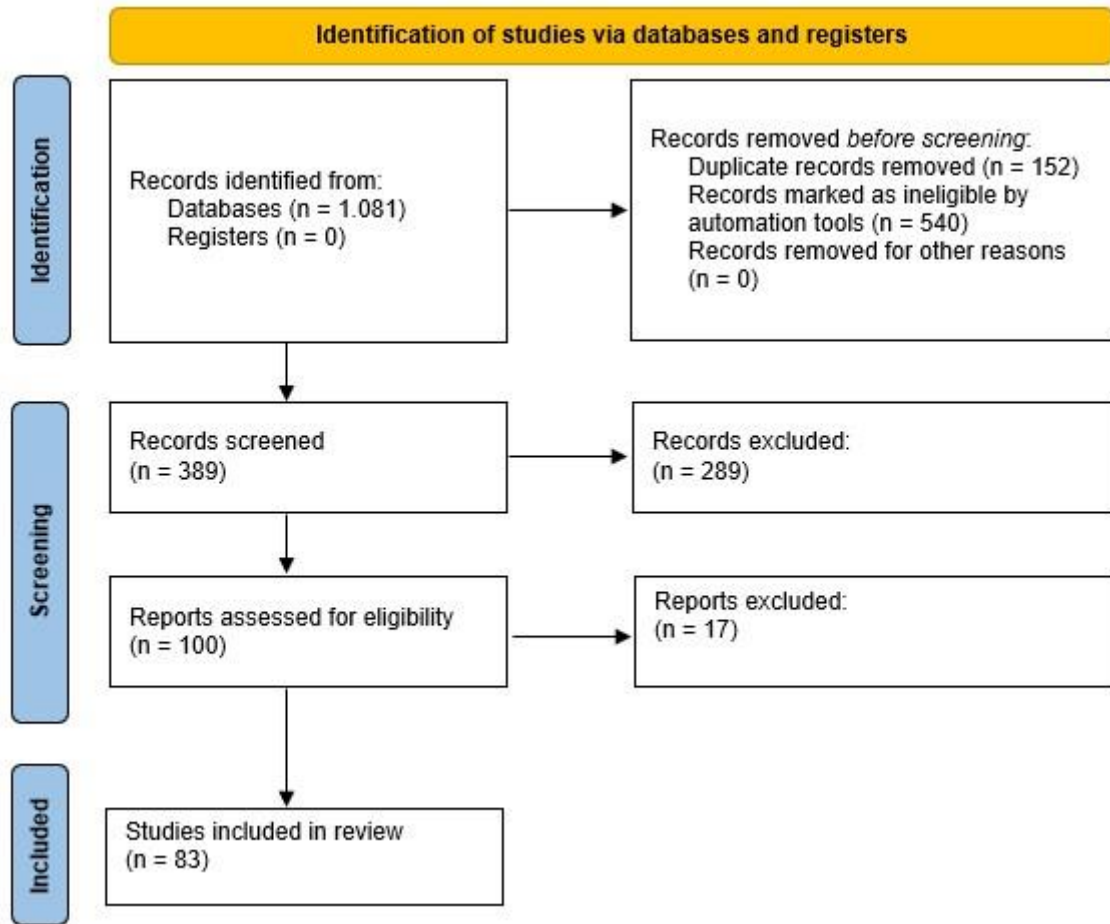 Identification of studies via databases and registers
Identification
Records identified from:
Databases (n = 1.081)
Registers (n = 0)
Records removed before screening:
Duplicate records removed (n = 152)
Records marked as ineligible by
automation tools (n = 540)
Records removed for other reasons
(n = 0)
Screening
Records screened
(n = 389)
Records excluded:
(n = 289)
Reports assessed for eligibility
(n = 100)
Reports excluded:
(n = 17)
Included
Studies included in review
(n = 83)